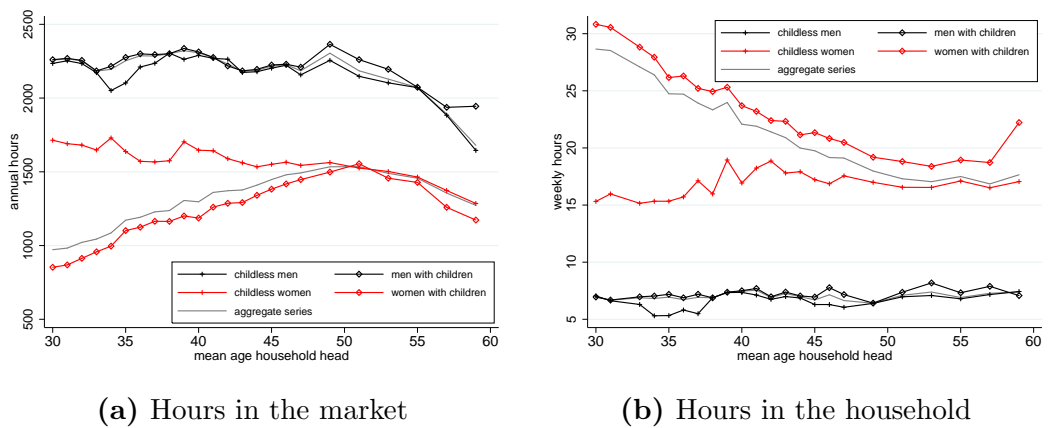 2500
2000
1500
1000
500
annual hours
30 35 40 45 50 55 60
mean age household head
childless men men with children
childless women women with children
aggregate series
(a) Hours in the market
30
25
20
15
10
5
weekly hours
30 35 40 45 50 55 60
mean age household head
childless men men with children
childless women women with children
aggregate series
(b) Hours in the household